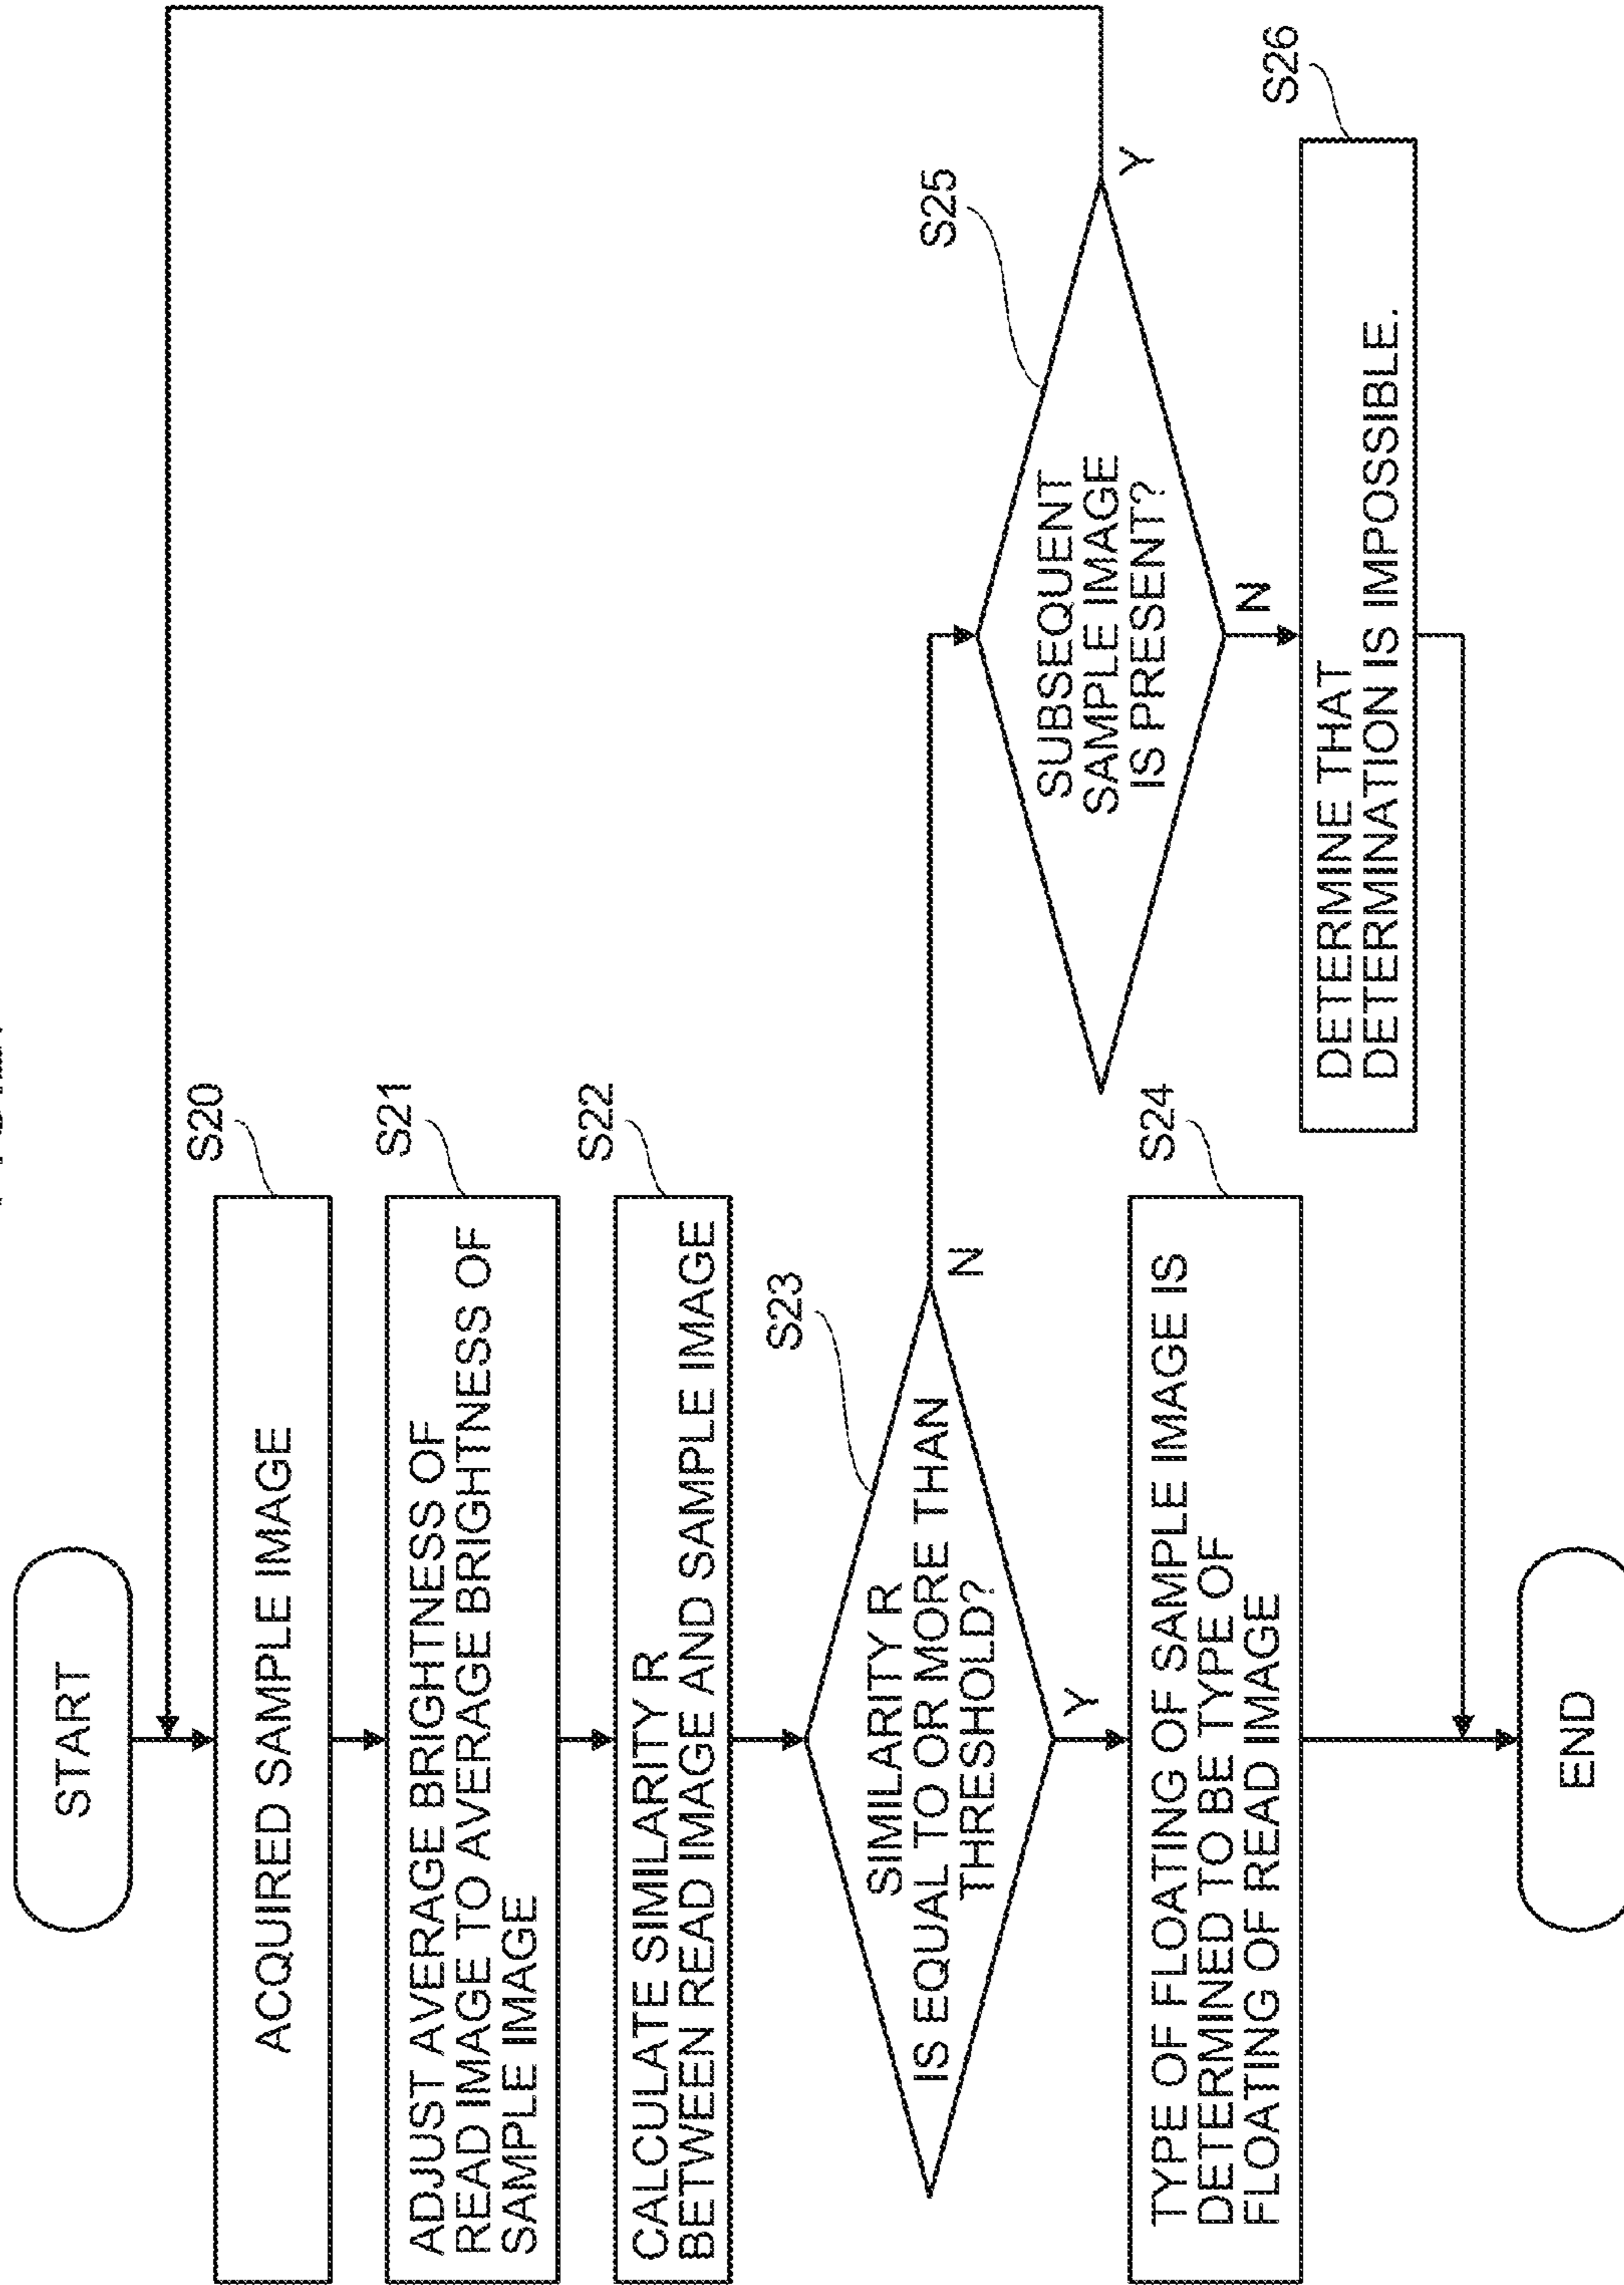 START
S20
ACQUIRED SAMPLE IMAGE
S21
ADJUST AVERAGE BRIGHTNESS OF
READ IMAGE TO AVERAGE BRIGHTNESS OF
SAMPLE IMAGE
S22
CALCULATE SIMILARITY R
BETWEEN READ IMAGE AND SAMPLE IMAGE
S23
SIMILARITY R
IS EQUAL TO OR MORE THAN
THRESHOLD?
N
Y
S25
SUBSEQUENT
SAMPLE IMAGE
IS PRESENT?
Y
N
S24
TYPE OF FLOATING OF SAMPLE IMAGE IS
DETERMINED TO BE TYPE OF
FLOATING OF READ IMAGE
S26
DETERMINE THAT
DETERMINATION IS IMPOSSIBLE.
END